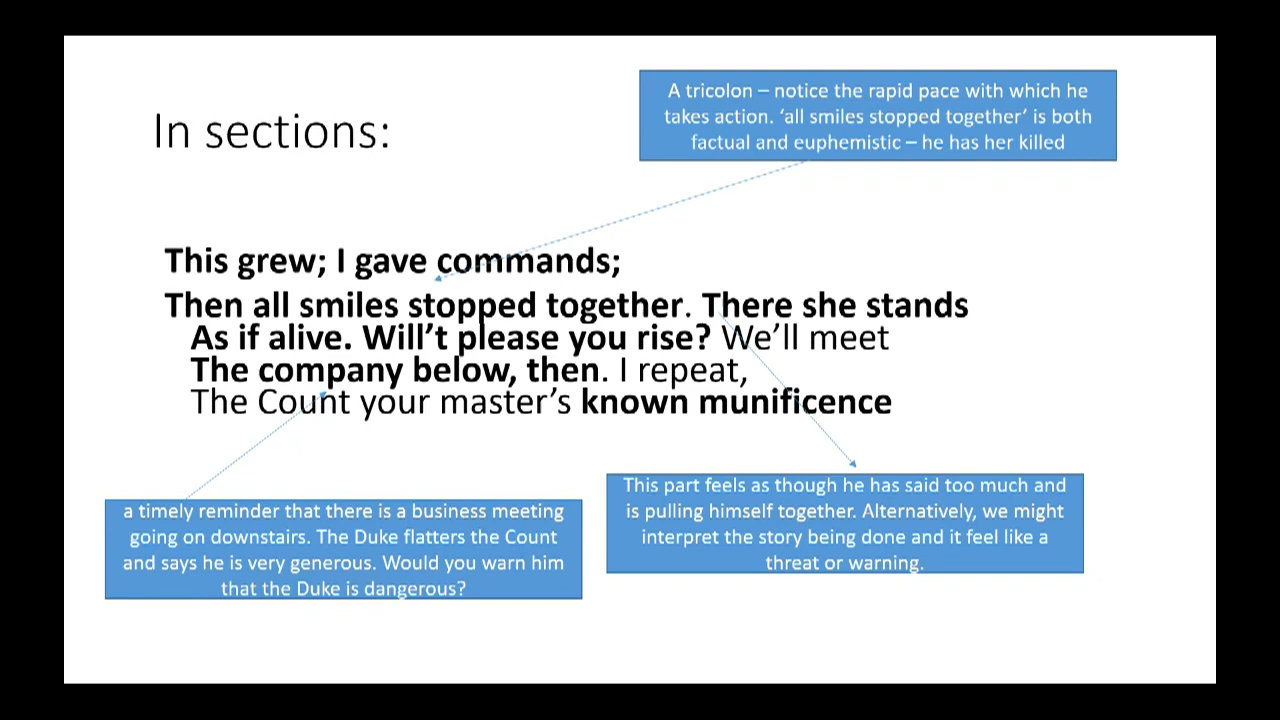 In sections:
A tricolon – notice the rapid pace with which he
takes action. ‘all smiles stopped together’ is both
factual and euphemistic – he has her killed
This grew; I gave commands;
Then all smiles stopped together. There she stands
As if alive. Will’t please you rise? We’ll meet
The company below, then. I repeat,
The Count your master’s known munificence
a timely reminder that there is a business meeting
going on downstairs. The Duke flatters the Count
and says he is very generous. Would you warn him
that the Duke is dangerous?
This part feels as though he has said too much and
is pulling himself together. Alternatively, we might
interpret the story being done and it feel like a
threat or warning.